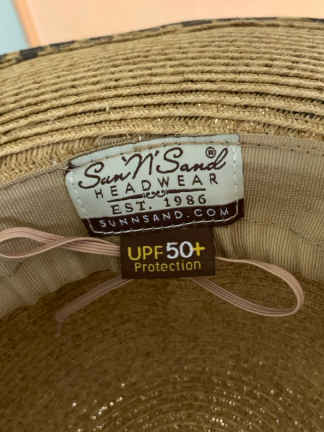 Sun 'N' Sand®
HEADWEAR
EST. 1986
SUNNSAND.COM
UPF 50+
Protection